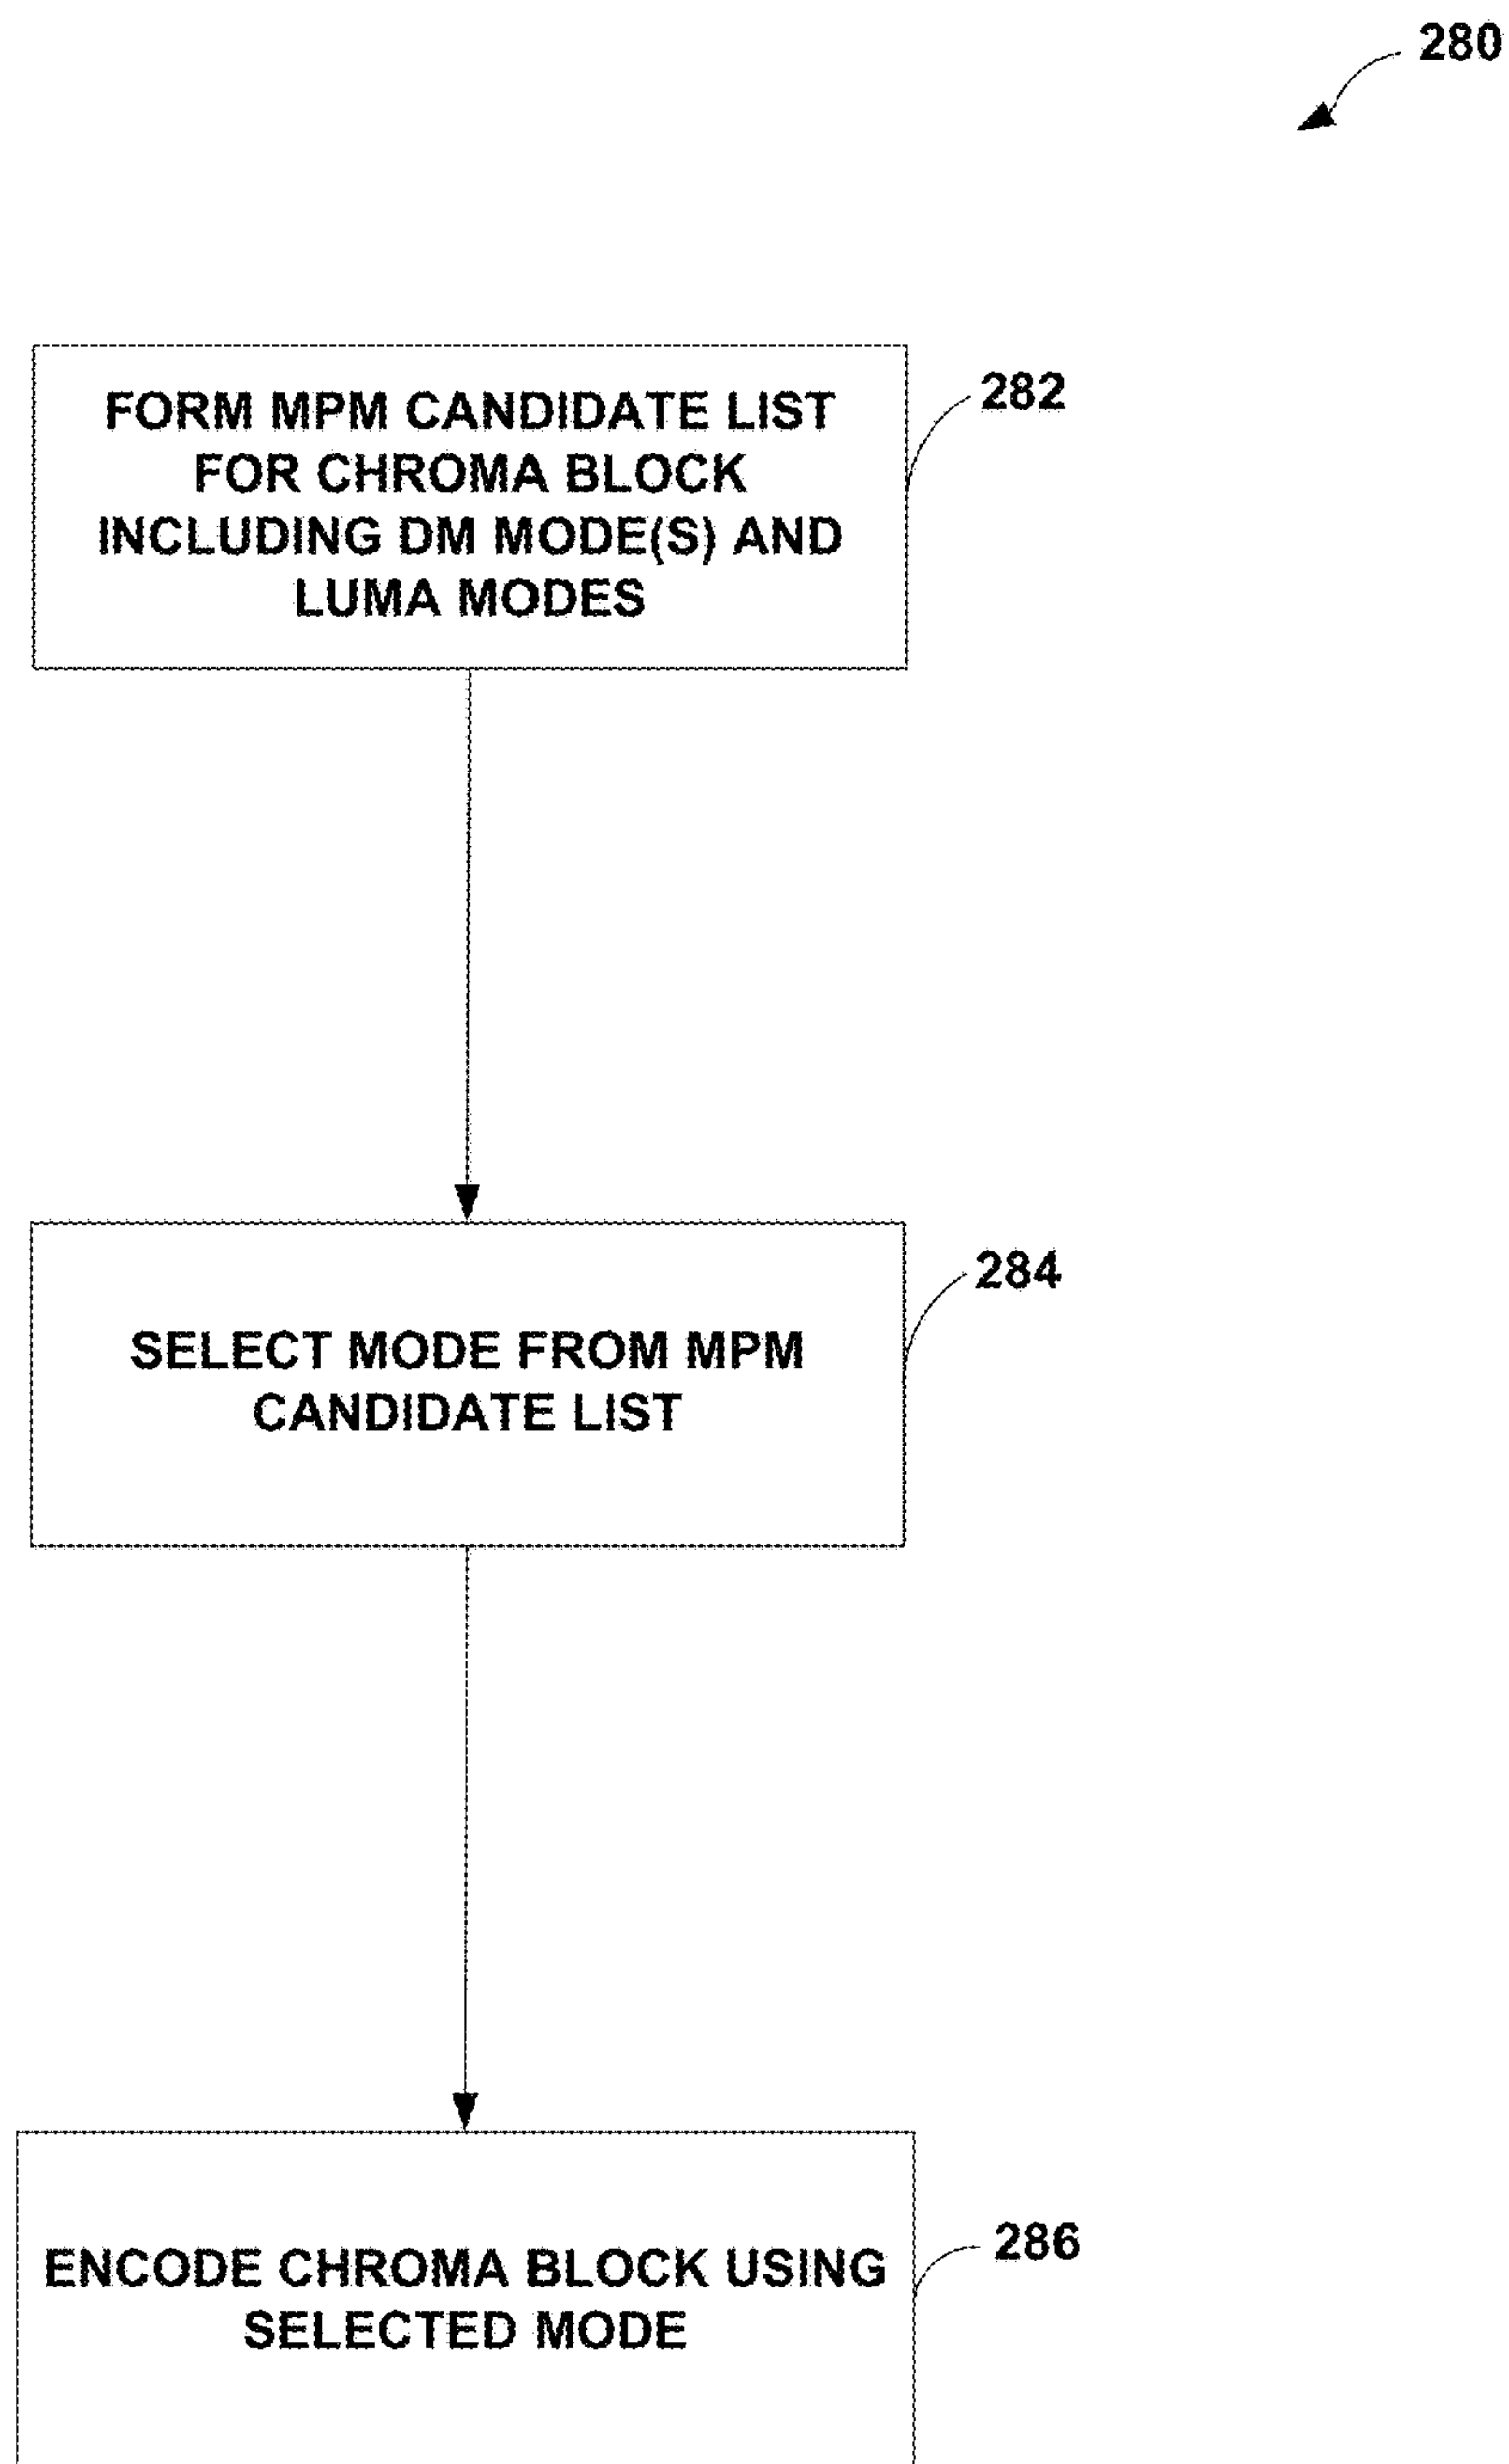 280
FORM MPM CANDIDATE LIST
FOR CHROMA BLOCK
INCLUDING DM MODE(S) AND
LUMA MODES
282
SELECT MODE FROM MPM
CANDIDATE LIST
284
ENCODE CHROMA BLOCK USING
SELECTED MODE
286